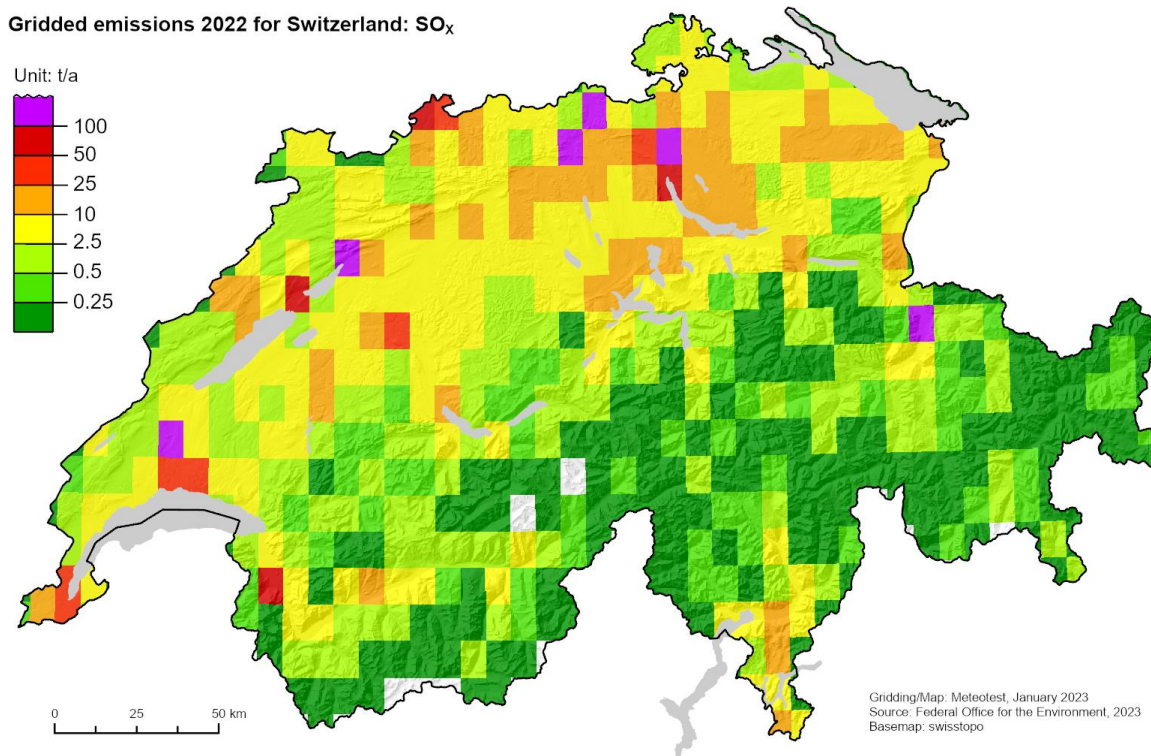 Gridded emissions 2022 for Switzerland: SOₓ
Unit: t/a
100
50
25
10
2.5
0.5
0.25
0 25 50 km
Gridding/Map: Meteotest, January 2023
Source: Federal Office for the Environment, 2023
Basemap: swisstopo